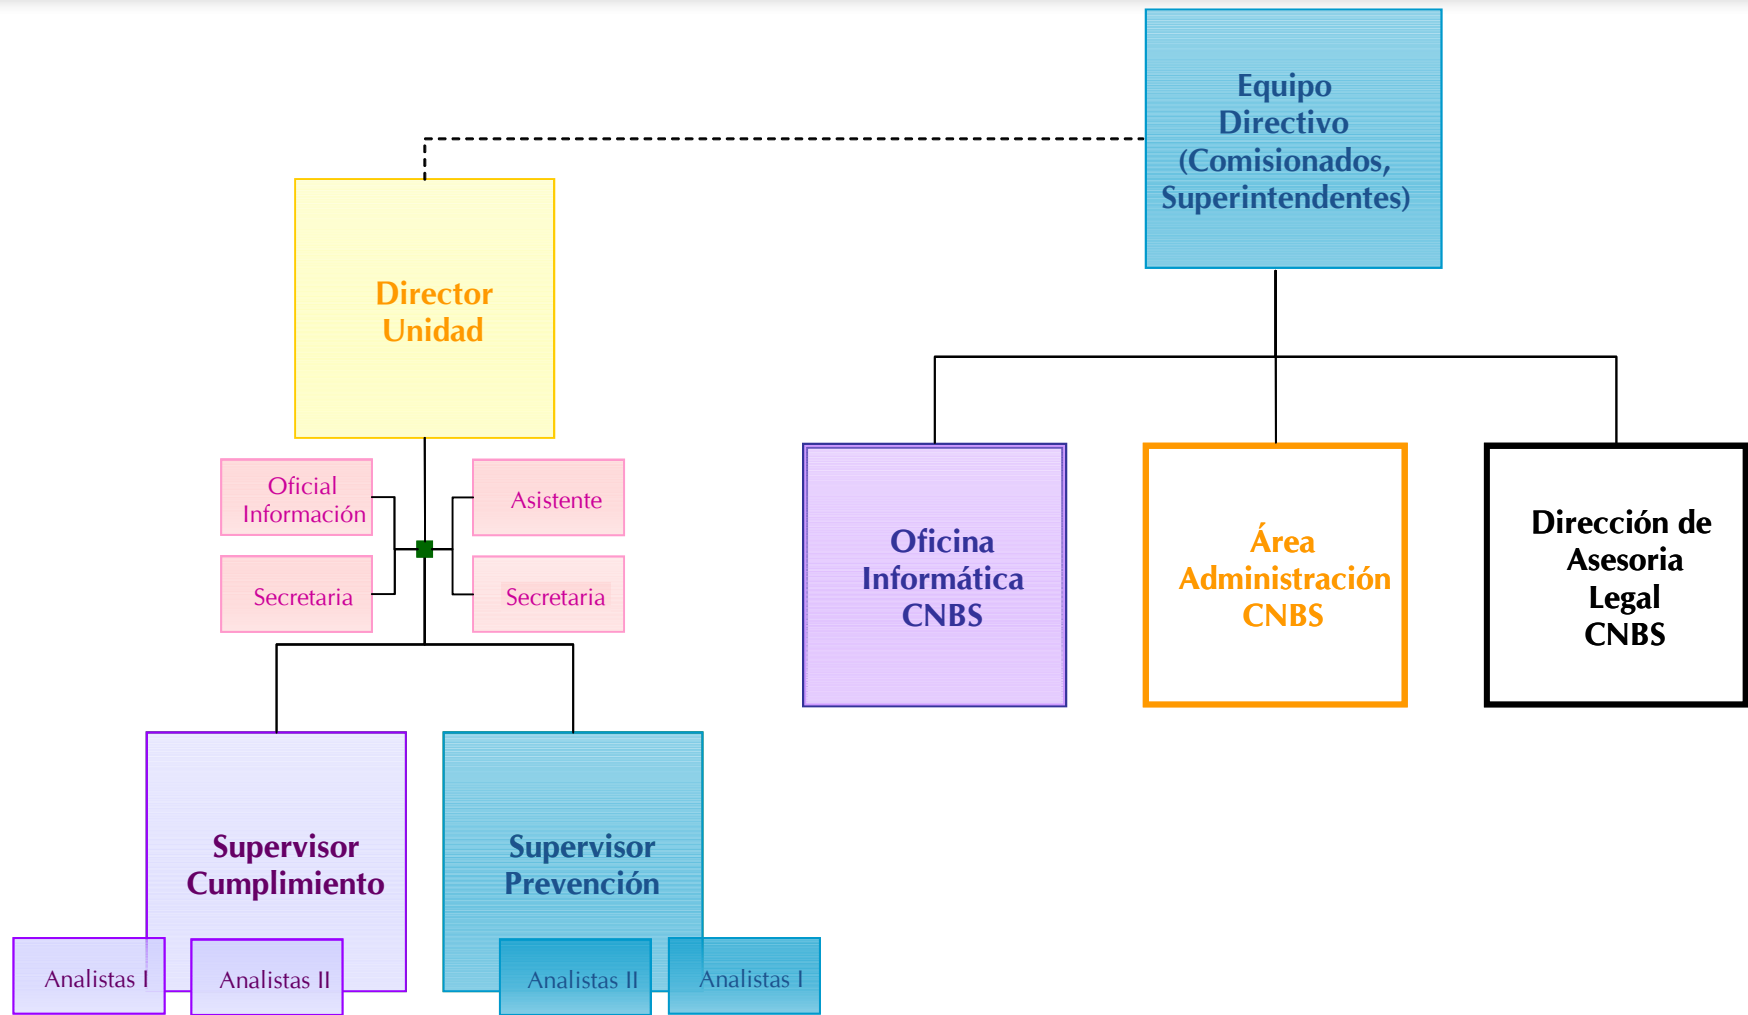 Equipo
Directivo
(Comisionados,
Superintendentes)
Director
Unidad
Oficial
Información
Asistente
Secretaria
Secretaria
Oficina
Informática
CNBS
Área
Administración
CNBS
Dirección de
Asesoria
Legal
CNBS
Supervisor
Cumplimiento
Supervisor
Prevención
Analistas I
Analistas II
Analistas II
Analistas I